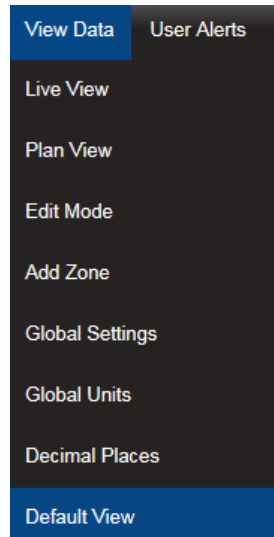 View Data User Alerts
Live View
Plan View
Edit Mode
Add Zone
Global Settings
Global Units
Decimal Places
Default View